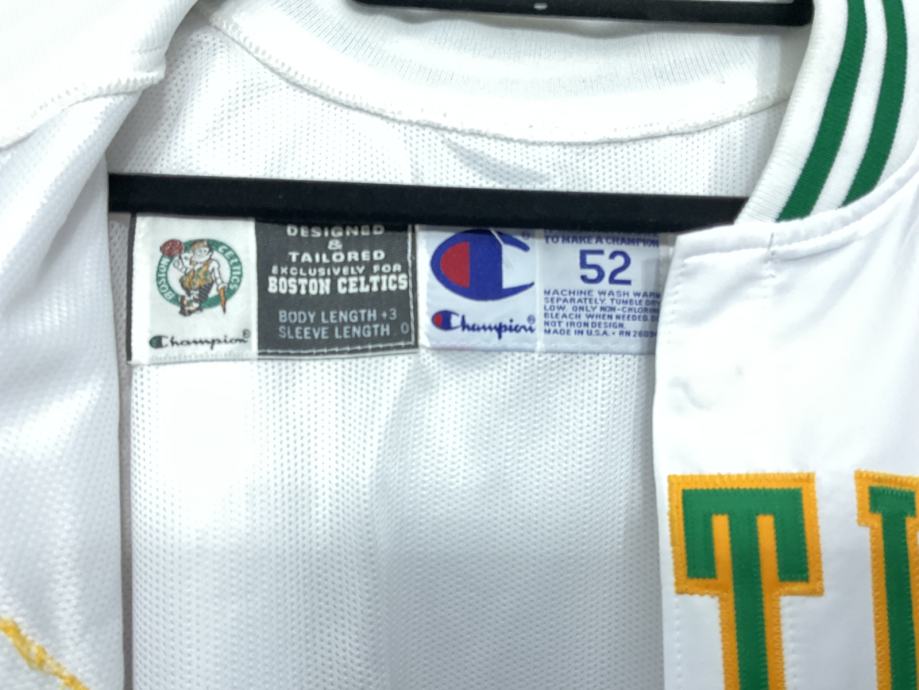 BOSTON CELTICS
Champion
DESIGNED
&
TAILORED
EXCLUSIVELY FOR
BOSTON CELTICS
BODY LENGTH +3
SLEEVE LENGTH 0
Champion
TO MAKE A CHAMPION
52
MACHINE WASH WARM
SEPARATELY. TUMBLE DRY
LOW. ONLY NON-CHLORINE
BLEACH WHEN NEEDED. DO
NOT IRON DESIGN.
MADE IN U.S.A. • RN
T